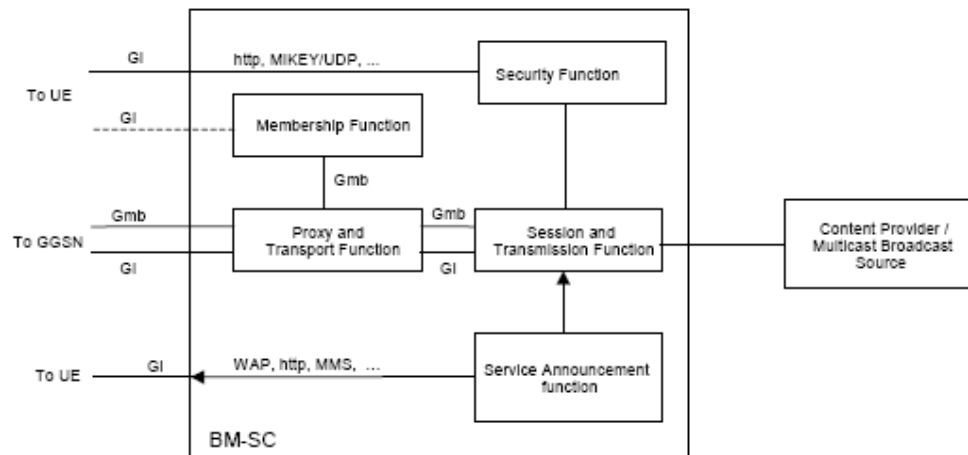 GI
http, MIKEY/UDP, ...
Security Function
To UE
GI
Membership Function
Gmb
Gmb
Gmb
To GGSN
Proxy and
Transport Function
Session and
Transmission Function
Content Provider /
Multicast Broadcast
Source
GI
GI
GI
WAP, http, MMS, ...
To UE
Service Announcement
function
BM-SC